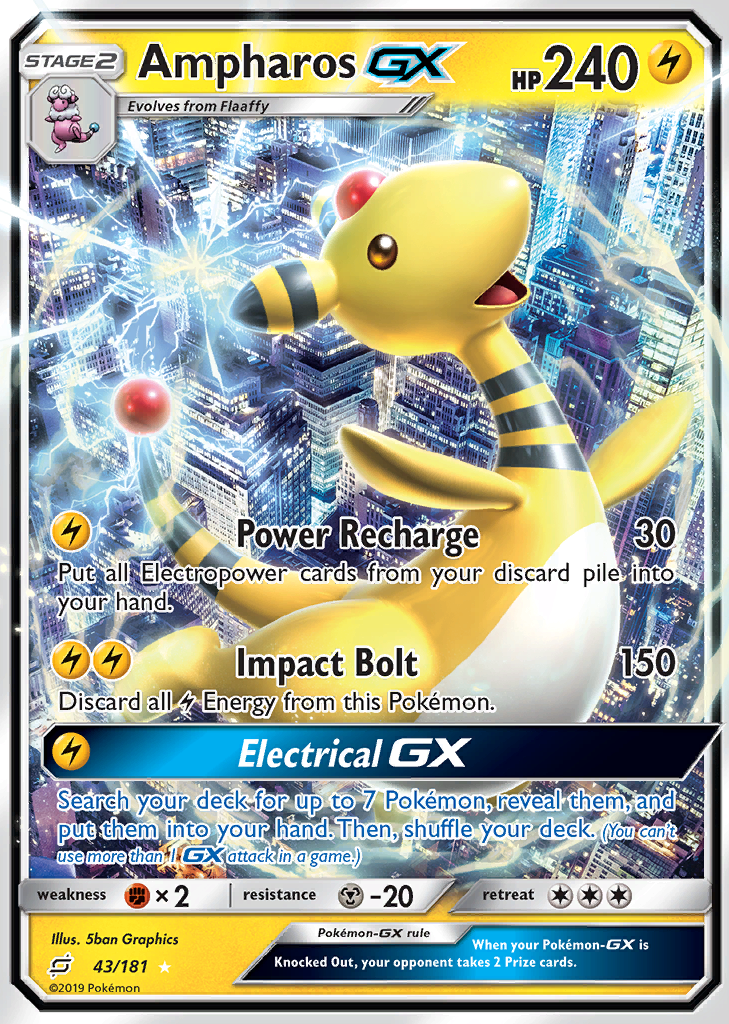 STAGE2 Ampharos GX HP240
Evolves from Flaaffy
Power Recharge 30
Put all Electropower cards from your discard pile into
your hand.
Impact Bolt 150
Discard all Energy from this Pokémon.
Electrical GX
Search your deck for up to 7 Pokémon, reveal them, and
put them into your hand. Then, shuffle your deck. (You can't
use more than 1 GX attack in a game.)
weakness × 2 resistance -20 retreat
Illus. 5ban Graphics
43/181
©2019 Pokémon
Pokémon-GX rule
When your Pokémon-GX is
Knocked Out, your opponent takes 2 Prize cards.